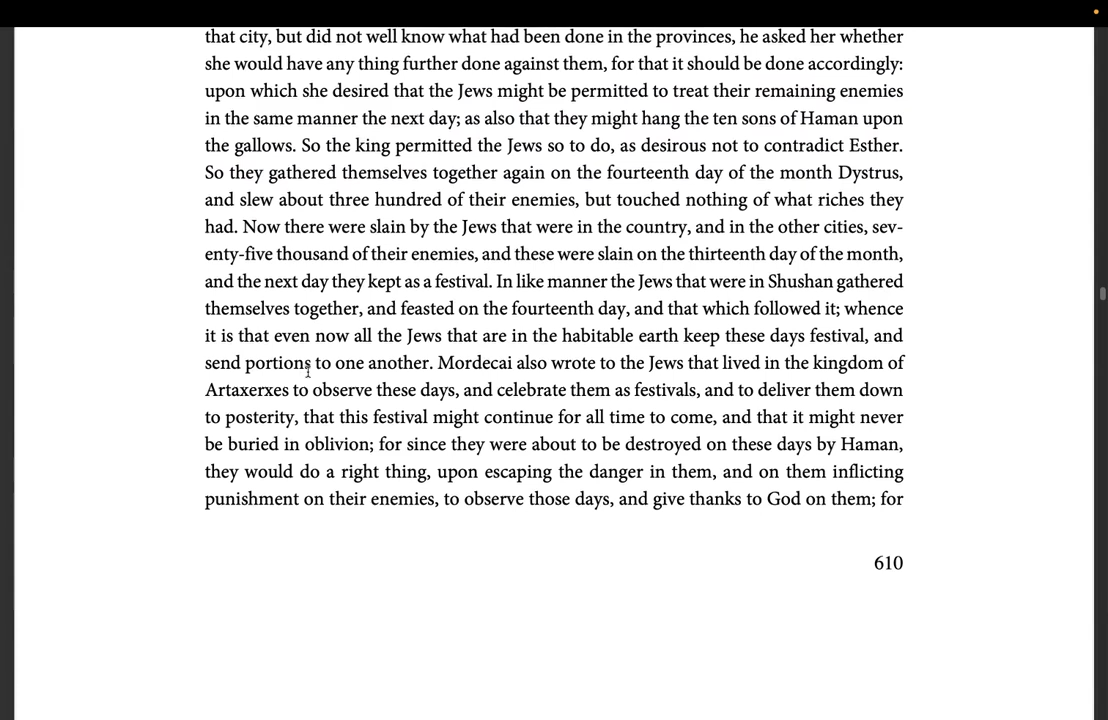 that city, but did not well know what had been done in the provinces, he asked her whether
she would have any thing further done against them, for that it should be done accordingly:
upon which she desired that the Jews might be permitted to treat their remaining enemies
in the same manner the next day; as also that they might hang the ten sons of Haman upon
the gallows. So the king permitted the Jews so to do, as desirous not to contradict Esther.
So they gathered themselves together again on the fourteenth day of the month Dystrus,
and slew about three hundred of their enemies, but touched nothing of what riches they
had. Now there were slain by the Jews that were in the country, and in the other cities, sev-
enty-five thousand of their enemies, and these were slain on the thirteenth day of the month,
and the next day they kept as a festival. In like manner the Jews that were in Shushan gathered
themselves together, and feasted on the fourteenth day, and that which followed it; whence
it is that even now all the Jews that are in the habitable earth keep these days festival, and
send portions to one another. Mordecai also wrote to the Jews that lived in the kingdom of
Artaxerxes to observe these days, and celebrate them as festivals, and to deliver them down
to posterity, that this festival might continue for all time to come, and that it might never
be buried in oblivion; for since they were about to be destroyed on these days by Haman,
they would do a right thing, upon escaping the danger in them, and on them inflicting
punishment on their enemies, to observe those days, and give thanks to God on them; for
610